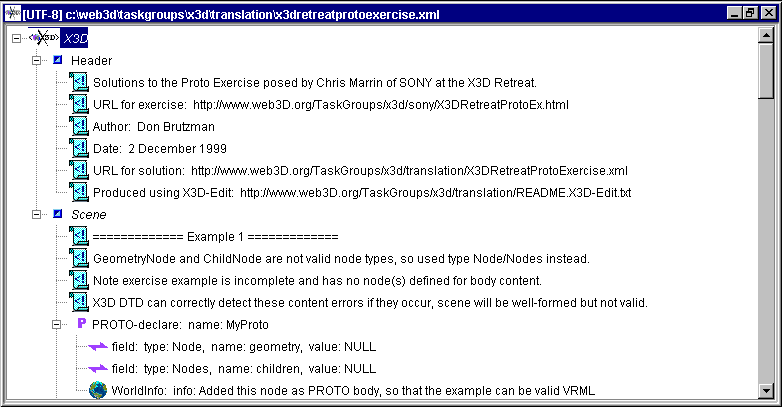 [UTF-8] c:\web3d\taskgroups\x3d\translation\x3dretreatprotoexercise.xml
<X3D> X3D
Header
Solutions to the Proto Exercise posed by Chris Marrin of SONY at the X3D Retreat.
URL for exercise: http://www.web3D.org/TaskGroups/x3d/sony/X3DRetreatProtoEx.html
Author: Don Brutzman
Date: 2 December 1999
URL for solution: http://www.web3D.org/TaskGroups/x3d/translation/X3DRetreatProtoExercise.xml
Produced using X3D-Edit: http://www.web3D.org/TaskGroups/x3d/translation/README.X3D-Edit.txt
Scene
============= Example 1 =============
GeometryNode and ChildNode are not valid node types, so used type Node/Nodes instead.
Note exercise example is incomplete and has no node(s) defined for body content.
X3D DTD can correctly detect these content errors if they occur, scene will be well-formed but not valid.
P PROTO-declare: name: MyProto
field: type: Node, name: geometry, value: NULL
field: type: Nodes, name: children, value: NULL
WorldInfo: info: Added this node as PROTO body, so that the example can be valid VRML